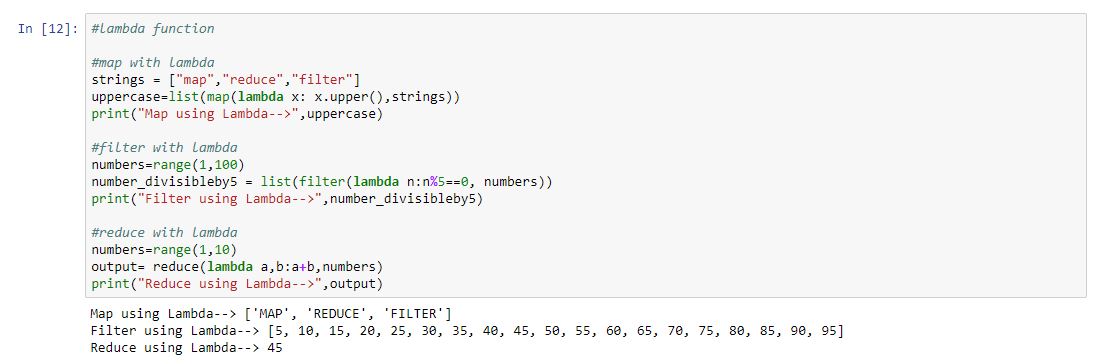 In [12]: #lambda function
#map with lambda
strings = ["map","reduce","filter"]
uppercase=list(map(lambda x: x.upper(),strings))
print("Map using Lambda-->",uppercase)
#filter with lambda
numbers=range(1,100)
number_divisibleby5 = list(filter(lambda n:n%5==0, numbers))
print("Filter using Lambda-->",number_divisibleby5)
#reduce with lambda
numbers=range(1,10)
output= reduce(lambda a,b:a+b,numbers)
print("Reduce using Lambda-->",output)
Map using Lambda--> ['MAP', 'REDUCE', 'FILTER']
Filter using Lambda--> [5, 10, 15, 20, 25, 30, 35, 40, 45, 50, 55, 60, 65, 70, 75, 80, 85, 90, 95]
Reduce using Lambda--> 45